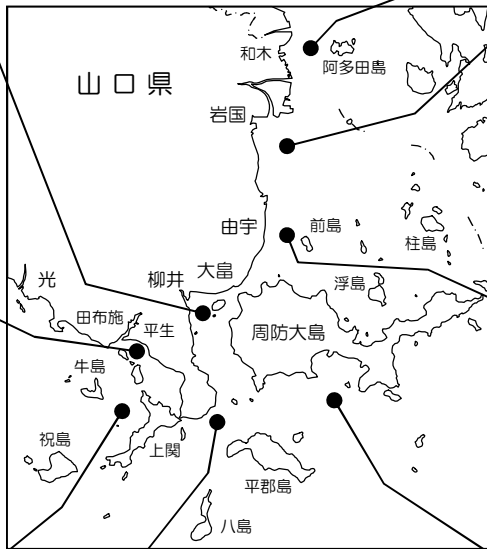 和木
阿多田島
山口県
岩国
由宇
前島
柱島
大畠
光
柳井
浮島
田布施
平生
周防大島
牛島
祝島
上関
平郡島
八島